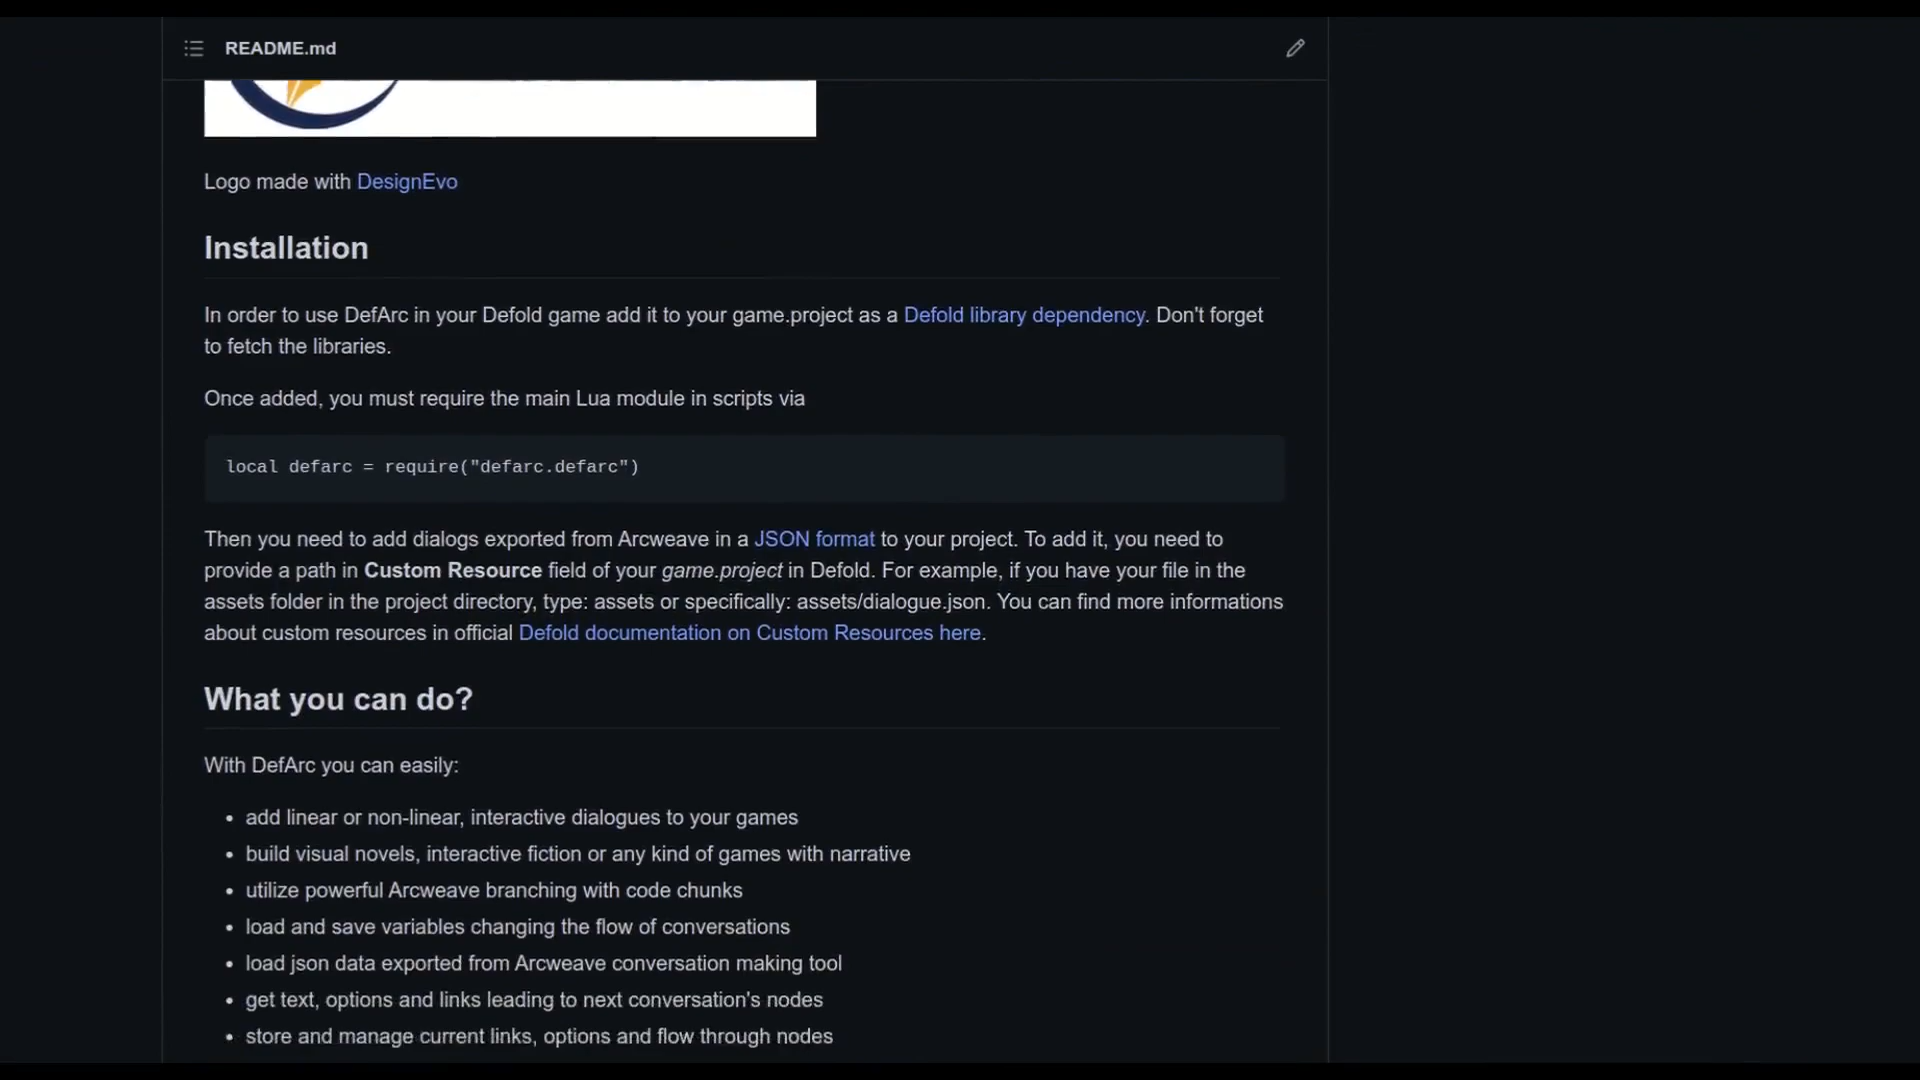 README.md
Logo made with DesignEvo
Installation
In order to use DefArc in your Defold game add it to your game.project as a Defold library dependency. Don't forget
to fetch the libraries.
Once added, you must require the main Lua module in scripts via
local defarc = require("defarc.defarc")
Then you need to add dialogs exported from Arcweave in a JSON format to your project. To add it, you need to
provide a path in Custom Resource field of your game.project in Defold. For example, if you have your file in the
assets folder in the project directory, type: assets or specifically: assets/dialogue.json. You can find more informations
about custom resources in official Defold documentation on Custom Resources here.
What you can do?
With DefArc you can easily:
• add linear or non-linear, interactive dialogues to your games
• build visual novels, interactive fiction or any kind of games with narrative
• utilize powerful Arcweave branching with code chunks
• load and save variables changing the flow of conversations
• load json data exported from Arcweave conversation making tool
• get text, options and links leading to next conversation's nodes
• store and manage current links, options and flow through nodes